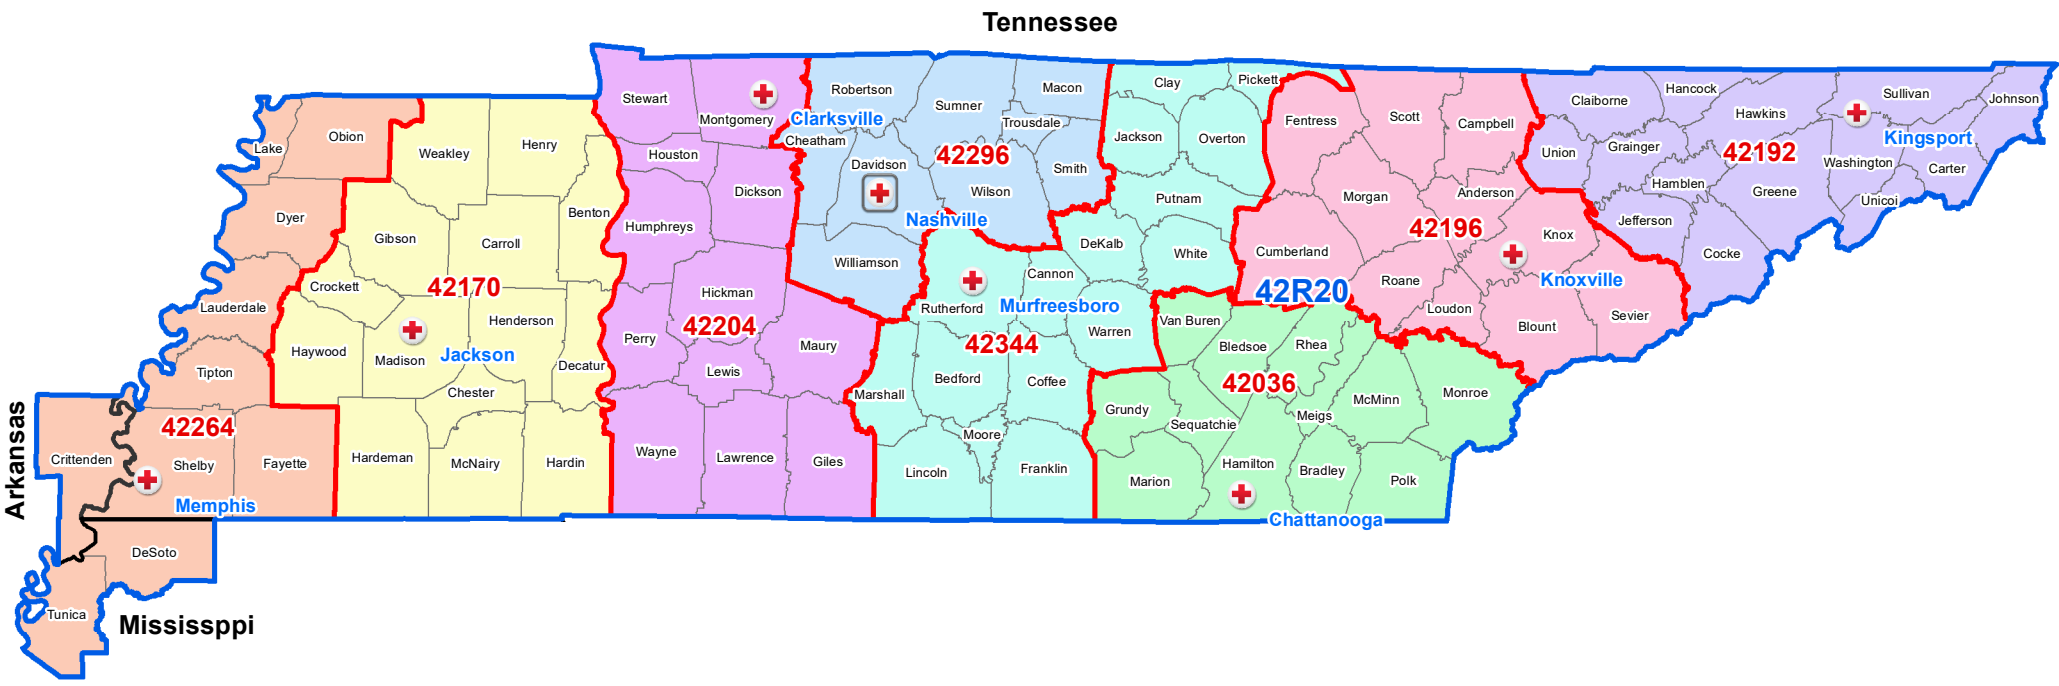 Tennessee
Stewart
Montgomery
Clarksville
Robertson
Sumner
Macon
Trousdale
Cheatham
Davidson
42296
Smith
Wilson
Nashville
Williamson
Clay
Pickett
Jackson
Overton
Putnam
DeKalb
White
Cannon
Rutherford
Murfreesboro
Warren
42344
Bedford
Coffee
Marshall
Moore
Lincoln
Franklin
Fentress
Scott
Campbell
Morgan
Anderson
42196
Knox
Cumberland
42R20
Roane
Knoxville
Loudon
Blount
Sevier
Claiborne
Hancock
Hawkins
Sullivan
Johnson
Kingsport
Union
Grainger
42192
Washington
Carter
Hamblen
Greene
Unicoi
Jefferson
Cocke
Lake
Obion
Dyer
Lauderdale
Tipton
42264
Crittenden
Shelby
Fayette
Memphis
Arkansas
DeSoto
Tunica
Mississppi
Weakley
Henry
Benton
Gibson
Carroll
Crockett
42170
Henderson
Haywood
Madison
Jackson
Decatur
Chester
Hardeman
McNairy
Hardin
Houston
Dickson
Humphreys
Hickman
42204
Perry
Maury
Lewis
Wayne
Lawrence
Giles
Van Buren
Bledsoe
Rhea
42036
McMinn
Monroe
Grundy
Sequatchie
Meigs
Hamilton
Bradley
Polk
Marion
Chattanooga